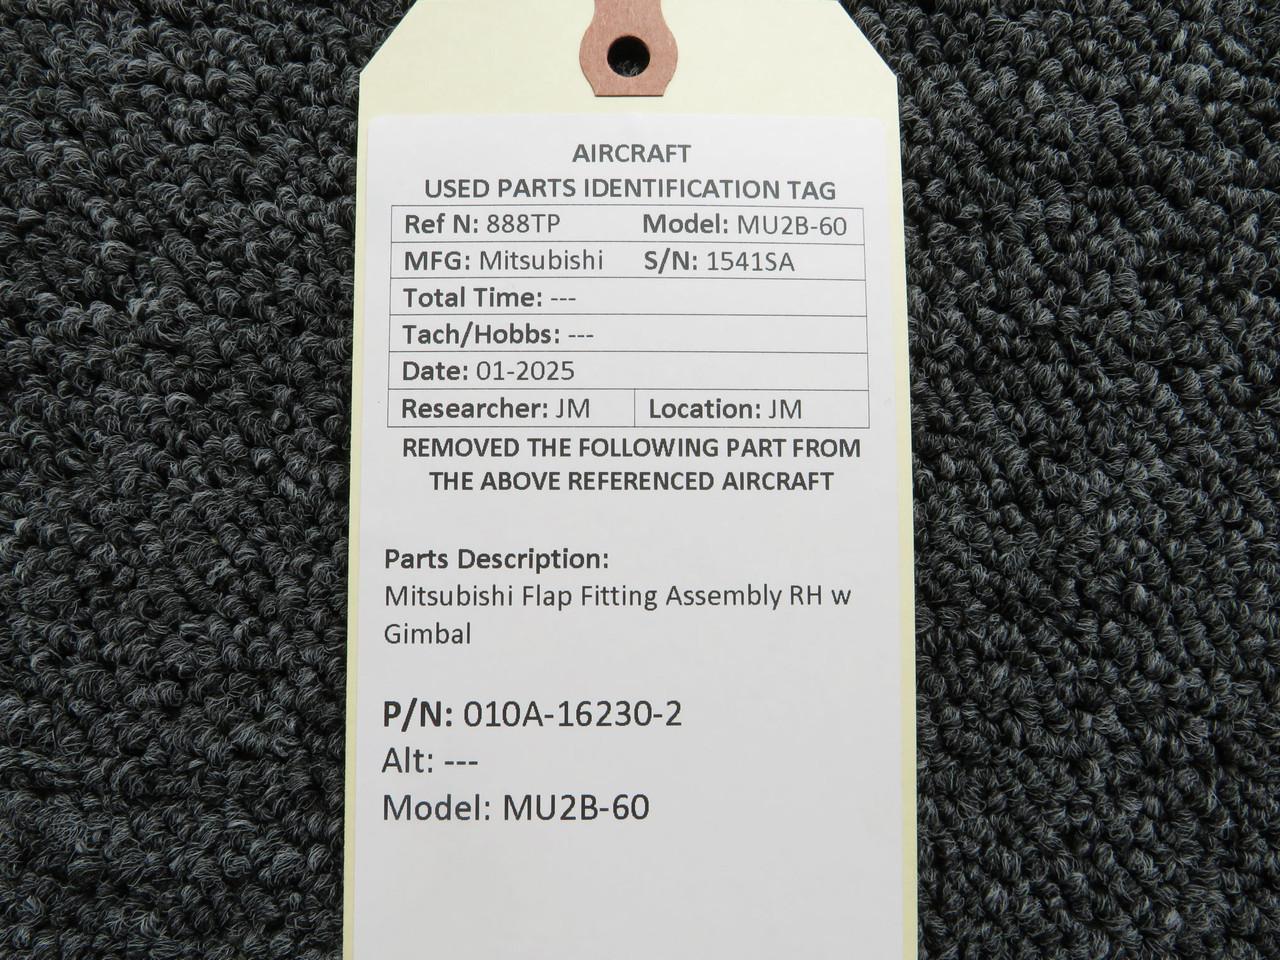 AIRCRAFT
USED PARTS IDENTIFICATION TAG
Ref N: 888TP Model: MU2B-60
MFG: Mitsubishi S/N: 1541SA
Total Time: ---
Tach/Hobbs: ---
Date: 01-2025
Researcher: JM Location: JM
REMOVED THE FOLLOWING PART FROM
THE ABOVE REFERENCED AIRCRAFT
Parts Description:
Mitsubishi Flap Fitting Assembly RH w
Gimbal
P/N: 010A-16230-2
Alt: ---
Model: MU2B-60